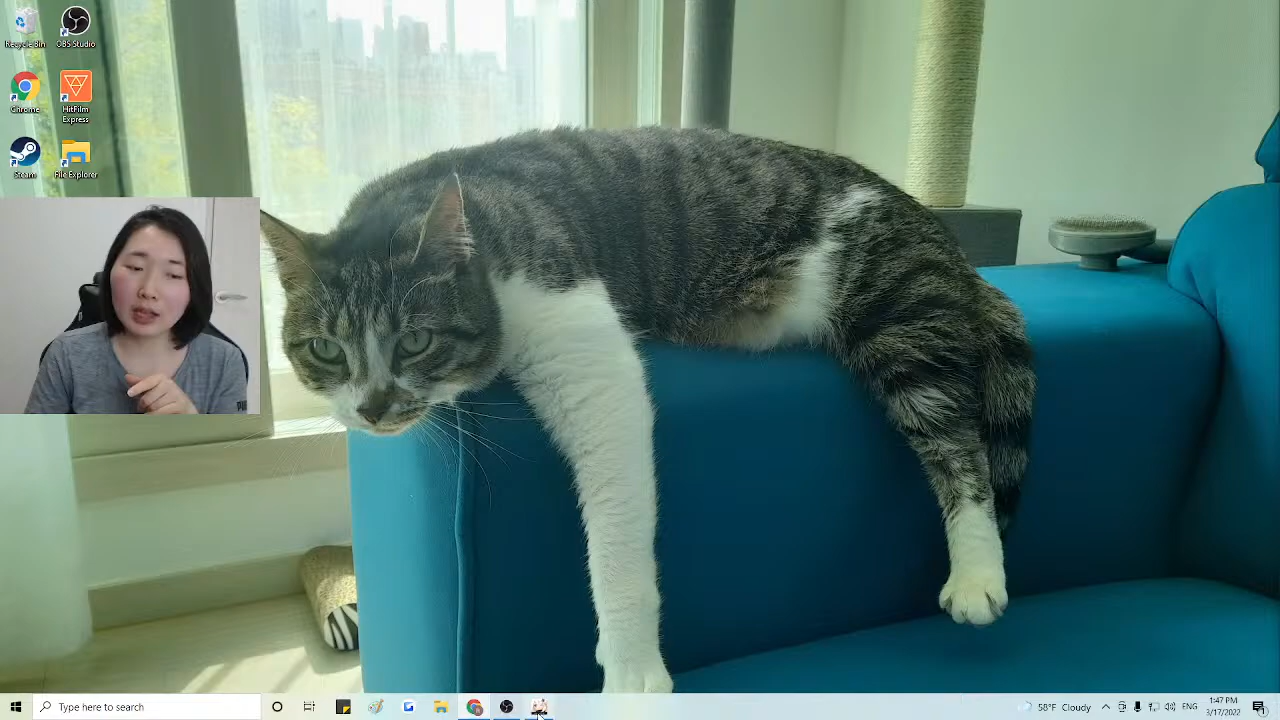 Recycle Bin
OBS Studio
Chrome
HitFilm
Express
Steam
File Explorer
Type here to search
58°F Cloudy
ENG
1:47 PM
3/17/2022
1